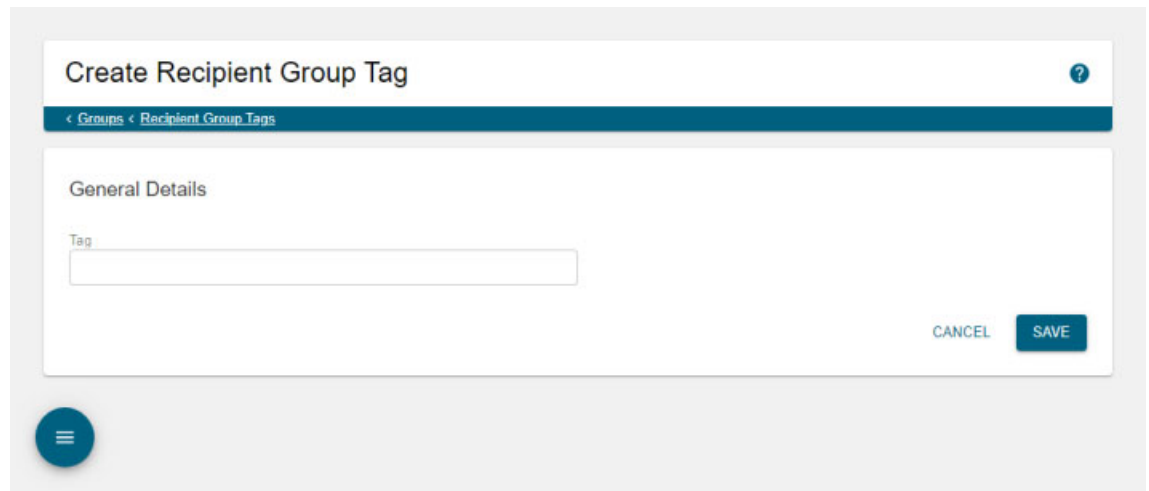 Create Recipient Group Tag
?
< Groups < Recipient Group Tags
General Details
Tag
CANCEL SAVE